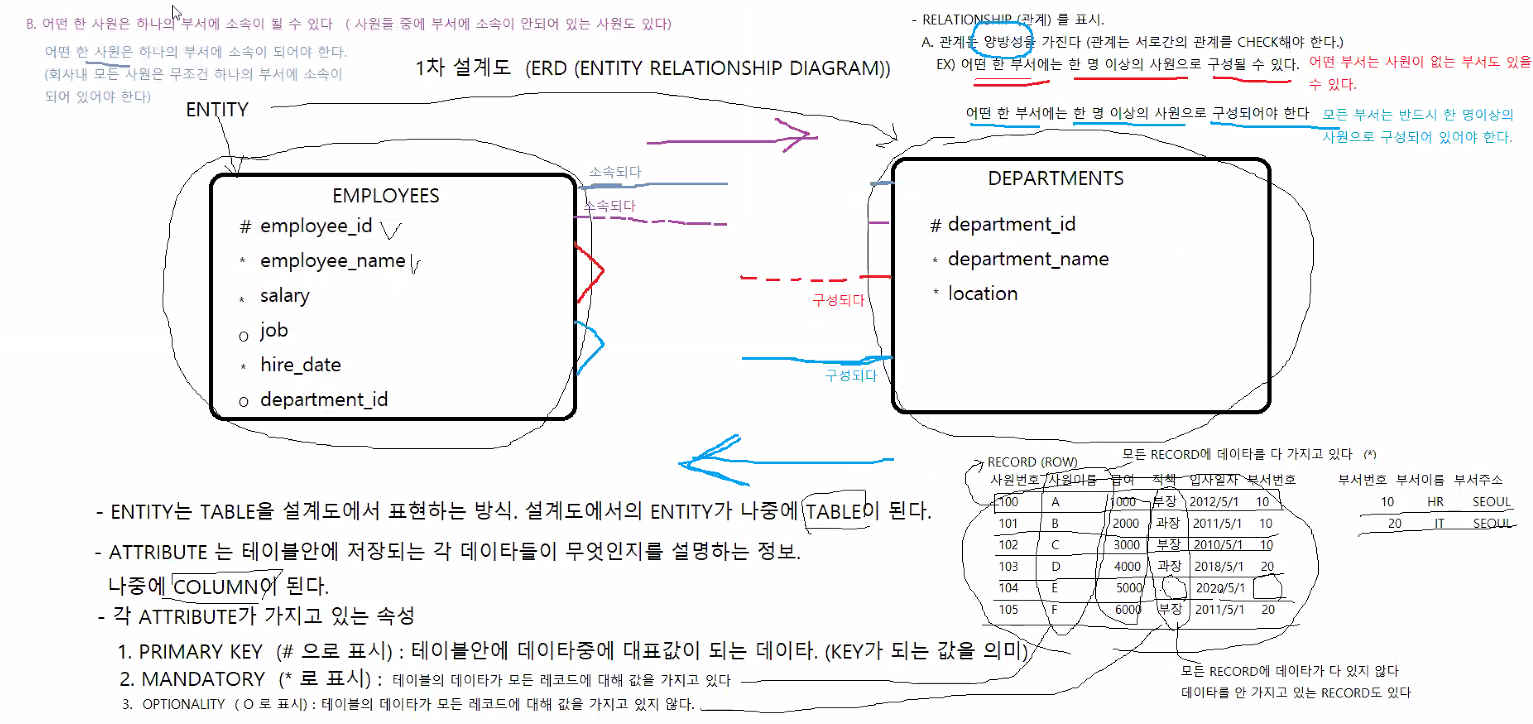 B. 어떤 한 사원은 하나의 부서에 소속이 될 수 있다 ( 사원들 중에 부서에 소속이 안되어 있는 사원도 있다)
어떤 한 사원은 하나의 부서에 소속이 되어야 한다.
(회사내 모든 사원은 무조건 하나의 부서에 소속이
되어 있어야 한다)
1차 설계도 (ERD (ENTITY RELATIONSHIP DIAGRAM))
- RELATIONSHIP (관계) 를 표시.
A. 관계는 양방성을 가진다 (관계는 서로간의 관계를 CHECK해야 한다.)
EX) 어떤 한 부서에는 한 명 이상의 사원으로 구성될 수 있다.
어떤 부서는 사원이 없는 부서도 있을
수 있다.
어떤 한 부서에는 한 명 이상의 사원으로 구성되어야 한다
모든 부서는 반드시 한 명이상의
사원으로 구성되어 있어야 한다.
ENTITY
EMPLOYEES
# employee_id
* employee_name
* salary
O job
* hire_date
O department_id
소속되다
소속되다
구성되다
구성되다
DEPARTMENTS
# department_id
* department_name
* location
- ENTITY는 TABLE을 설계도에서 표현하는 방식. 설계도에서의 ENTITY가 나중에 TABLE이 된다.
- ATTRIBUTE 는 테이블안에 저장되는 각 데이타들이 무엇인지를 설명하는 정보.
나중에 COLUMN이 된다.
- 각 ATTRIBUTE가 가지고 있는 속성
1. PRIMARY KEY (# 으로 표시) : 테이블안에 데이타중에 대표값이 되는 데이타. (KEY가 되는 값을 의미)
2. MANDATORY (* 로 표시) : 테이블의 데이타가 모든 레코드에 대해 값을 가지고 있다
3. OPTIONALITY ( O 로 표시) : 테이블의 데이타가 모든 레코드에 대해 값을 가지고 있지 않다.
모든 RECORD에 데이타를 다 가지고 있다 (*)
RECORD (ROW)
사원번호 사원이름 급여 직책 입사일자 부서번호
100 A 1000 부장 2012/5/1 10
101 B 2000 과장 2011/5/1 10
102 C 3000 부장 2010/5/1 10
103 D 4000 과장 2018/5/1 20
104 E 5000 2020/5/1
105 F 6000 부장 2011/5/1 20
부서번호 부서이름 부서주소
10 HR SEOUL
20 IT SEOUL
모든 RECORD에 데이타가 다 있지 않다
데이타를 안 가지고 있는 RECORD도 있다